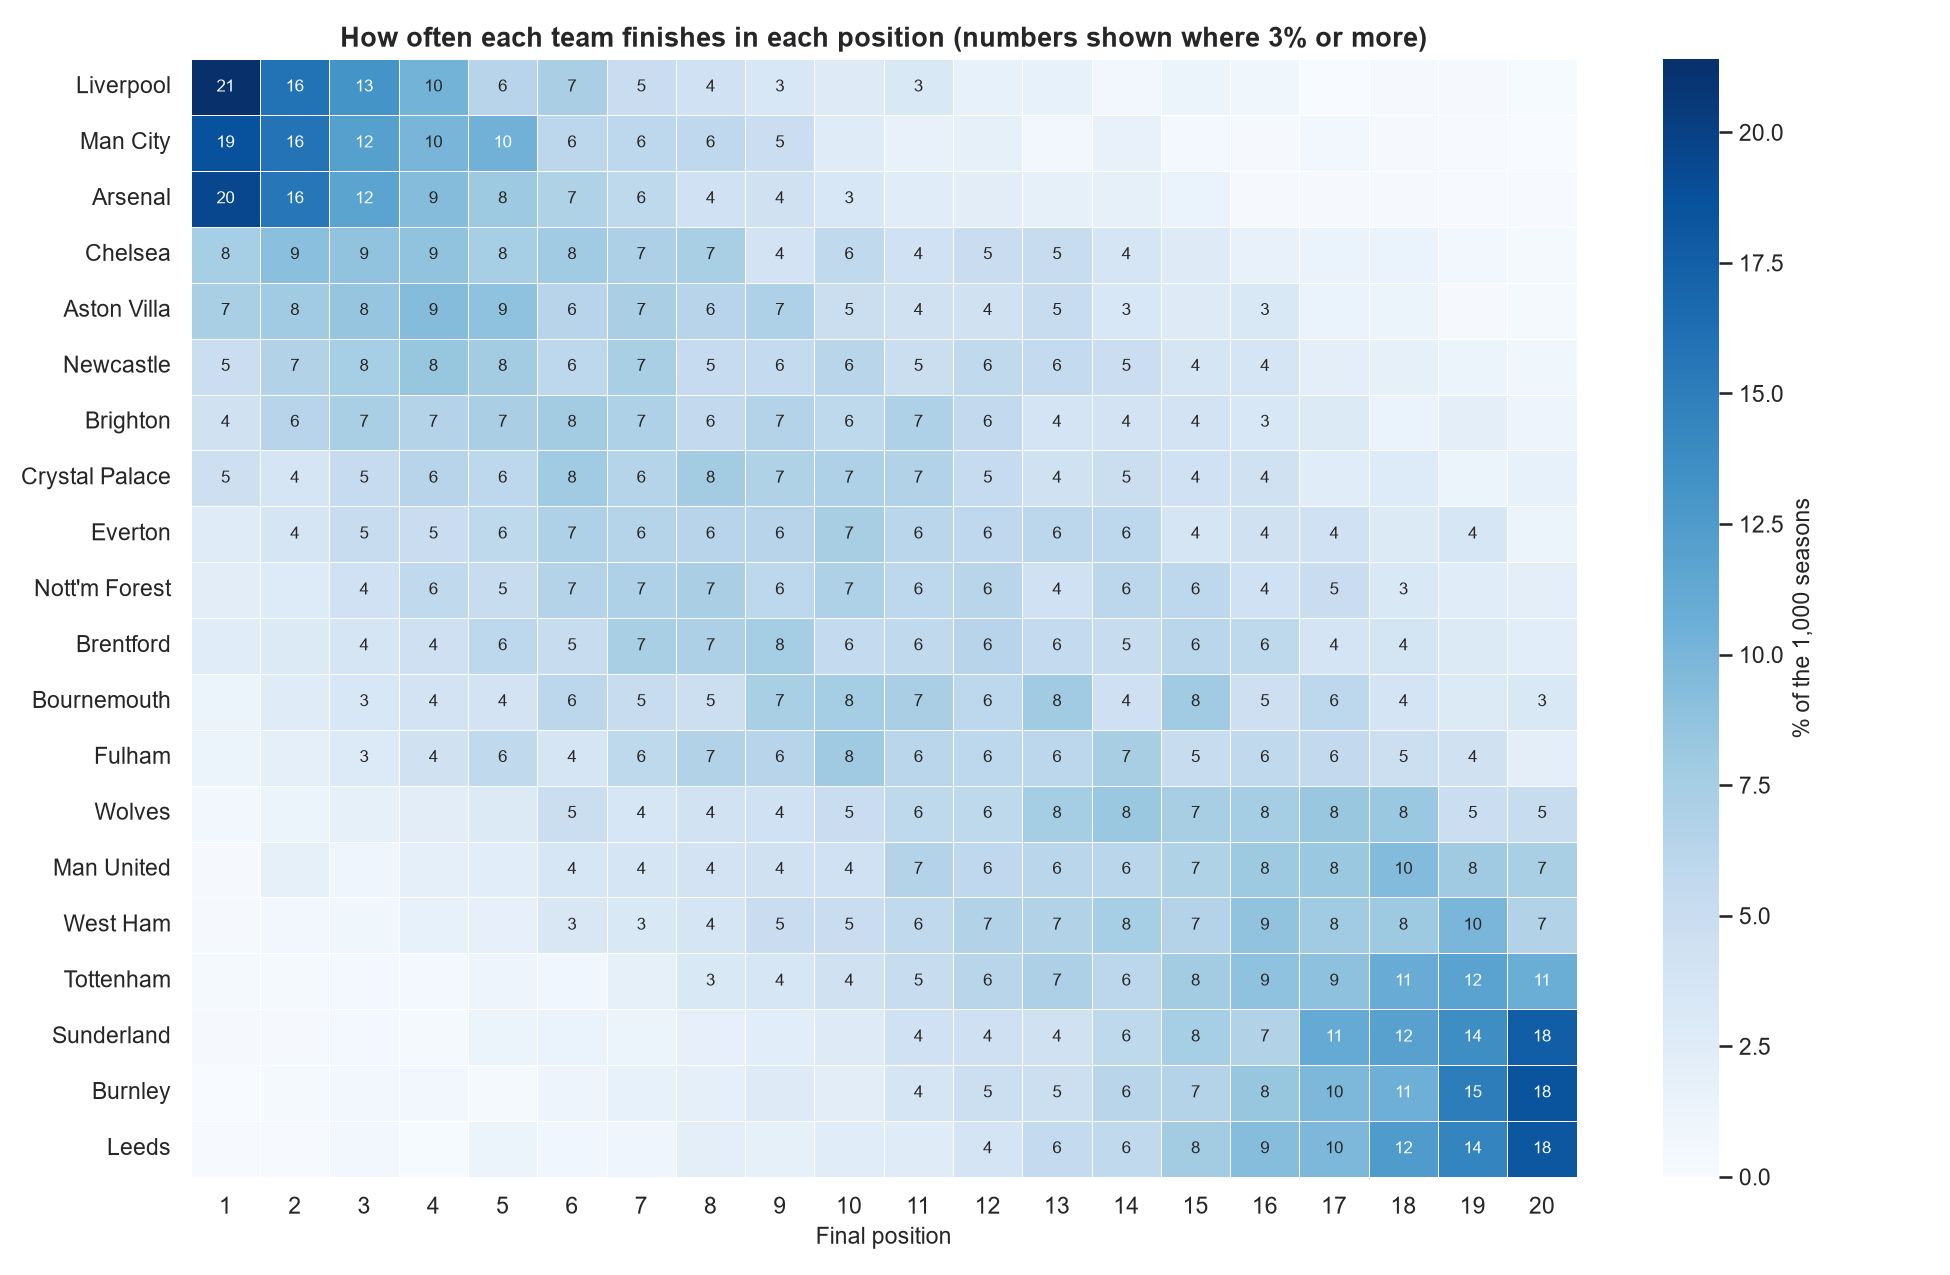 How often each team finishes in each position (numbers shown where 3% or more)
Liverpool 21 16 13 10 6 7 5 4 3 3
Man City 19 16 12 10 10 6 6 6 5
Arsenal 20 16 12 9 8 7 6 4 4 3
Chelsea 8 9 9 9 8 8 7 7 4 6 4 5 5 4
Aston Villa 7 8 8 9 9 6 7 6 7 5 4 4 5 3 3
Newcastle 5 7 8 8 8 6 7 5 6 6 5 6 6 5 4 4
Brighton 4 6 7 7 7 8 7 6 7 6 7 6 4 4 4 3
Crystal Palace 5 4 5 6 6 8 6 8 7 7 7 5 4 5 4 4
Everton 4 5 5 6 7 6 6 6 7 6 6 6 6 4 4 4 4
Nott'm Forest 4 6 5 7 7 7 6 7 6 6 4 6 6 4 5 3
Brentford 4 4 6 5 7 7 8 6 6 6 6 5 6 6 4 4
Bournemouth 3 4 4 6 5 5 7 8 7 6 8 4 8 5 6 4 3
Fulham 3 4 6 4 6 7 6 8 6 6 6 7 5 6 6 5 4
Wolves 5 4 4 4 5 6 6 8 8 7 8 8 8 5 5
Man United 4 4 4 4 4 7 6 6 6 7 8 8 10 8 7
West Ham 3 3 4 5 5 6 7 7 8 7 9 8 8 10 7
Tottenham 3 4 4 5 6 7 6 8 9 9 11 12 11
Sunderland 4 4 4 6 8 7 11 12 14 18
Burnley 4 5 5 6 7 8 10 11 15 18
Leeds 4 6 6 8 9 10 12 14 18
1 2 3 4 5 6 7 8 9 10 11 12 13 14 15 16 17 18 19 20
Final position
20.0
17.5
15.0
12.5
10.0
7.5
5.0
2.5
0.0
% of the 1,000 seasons